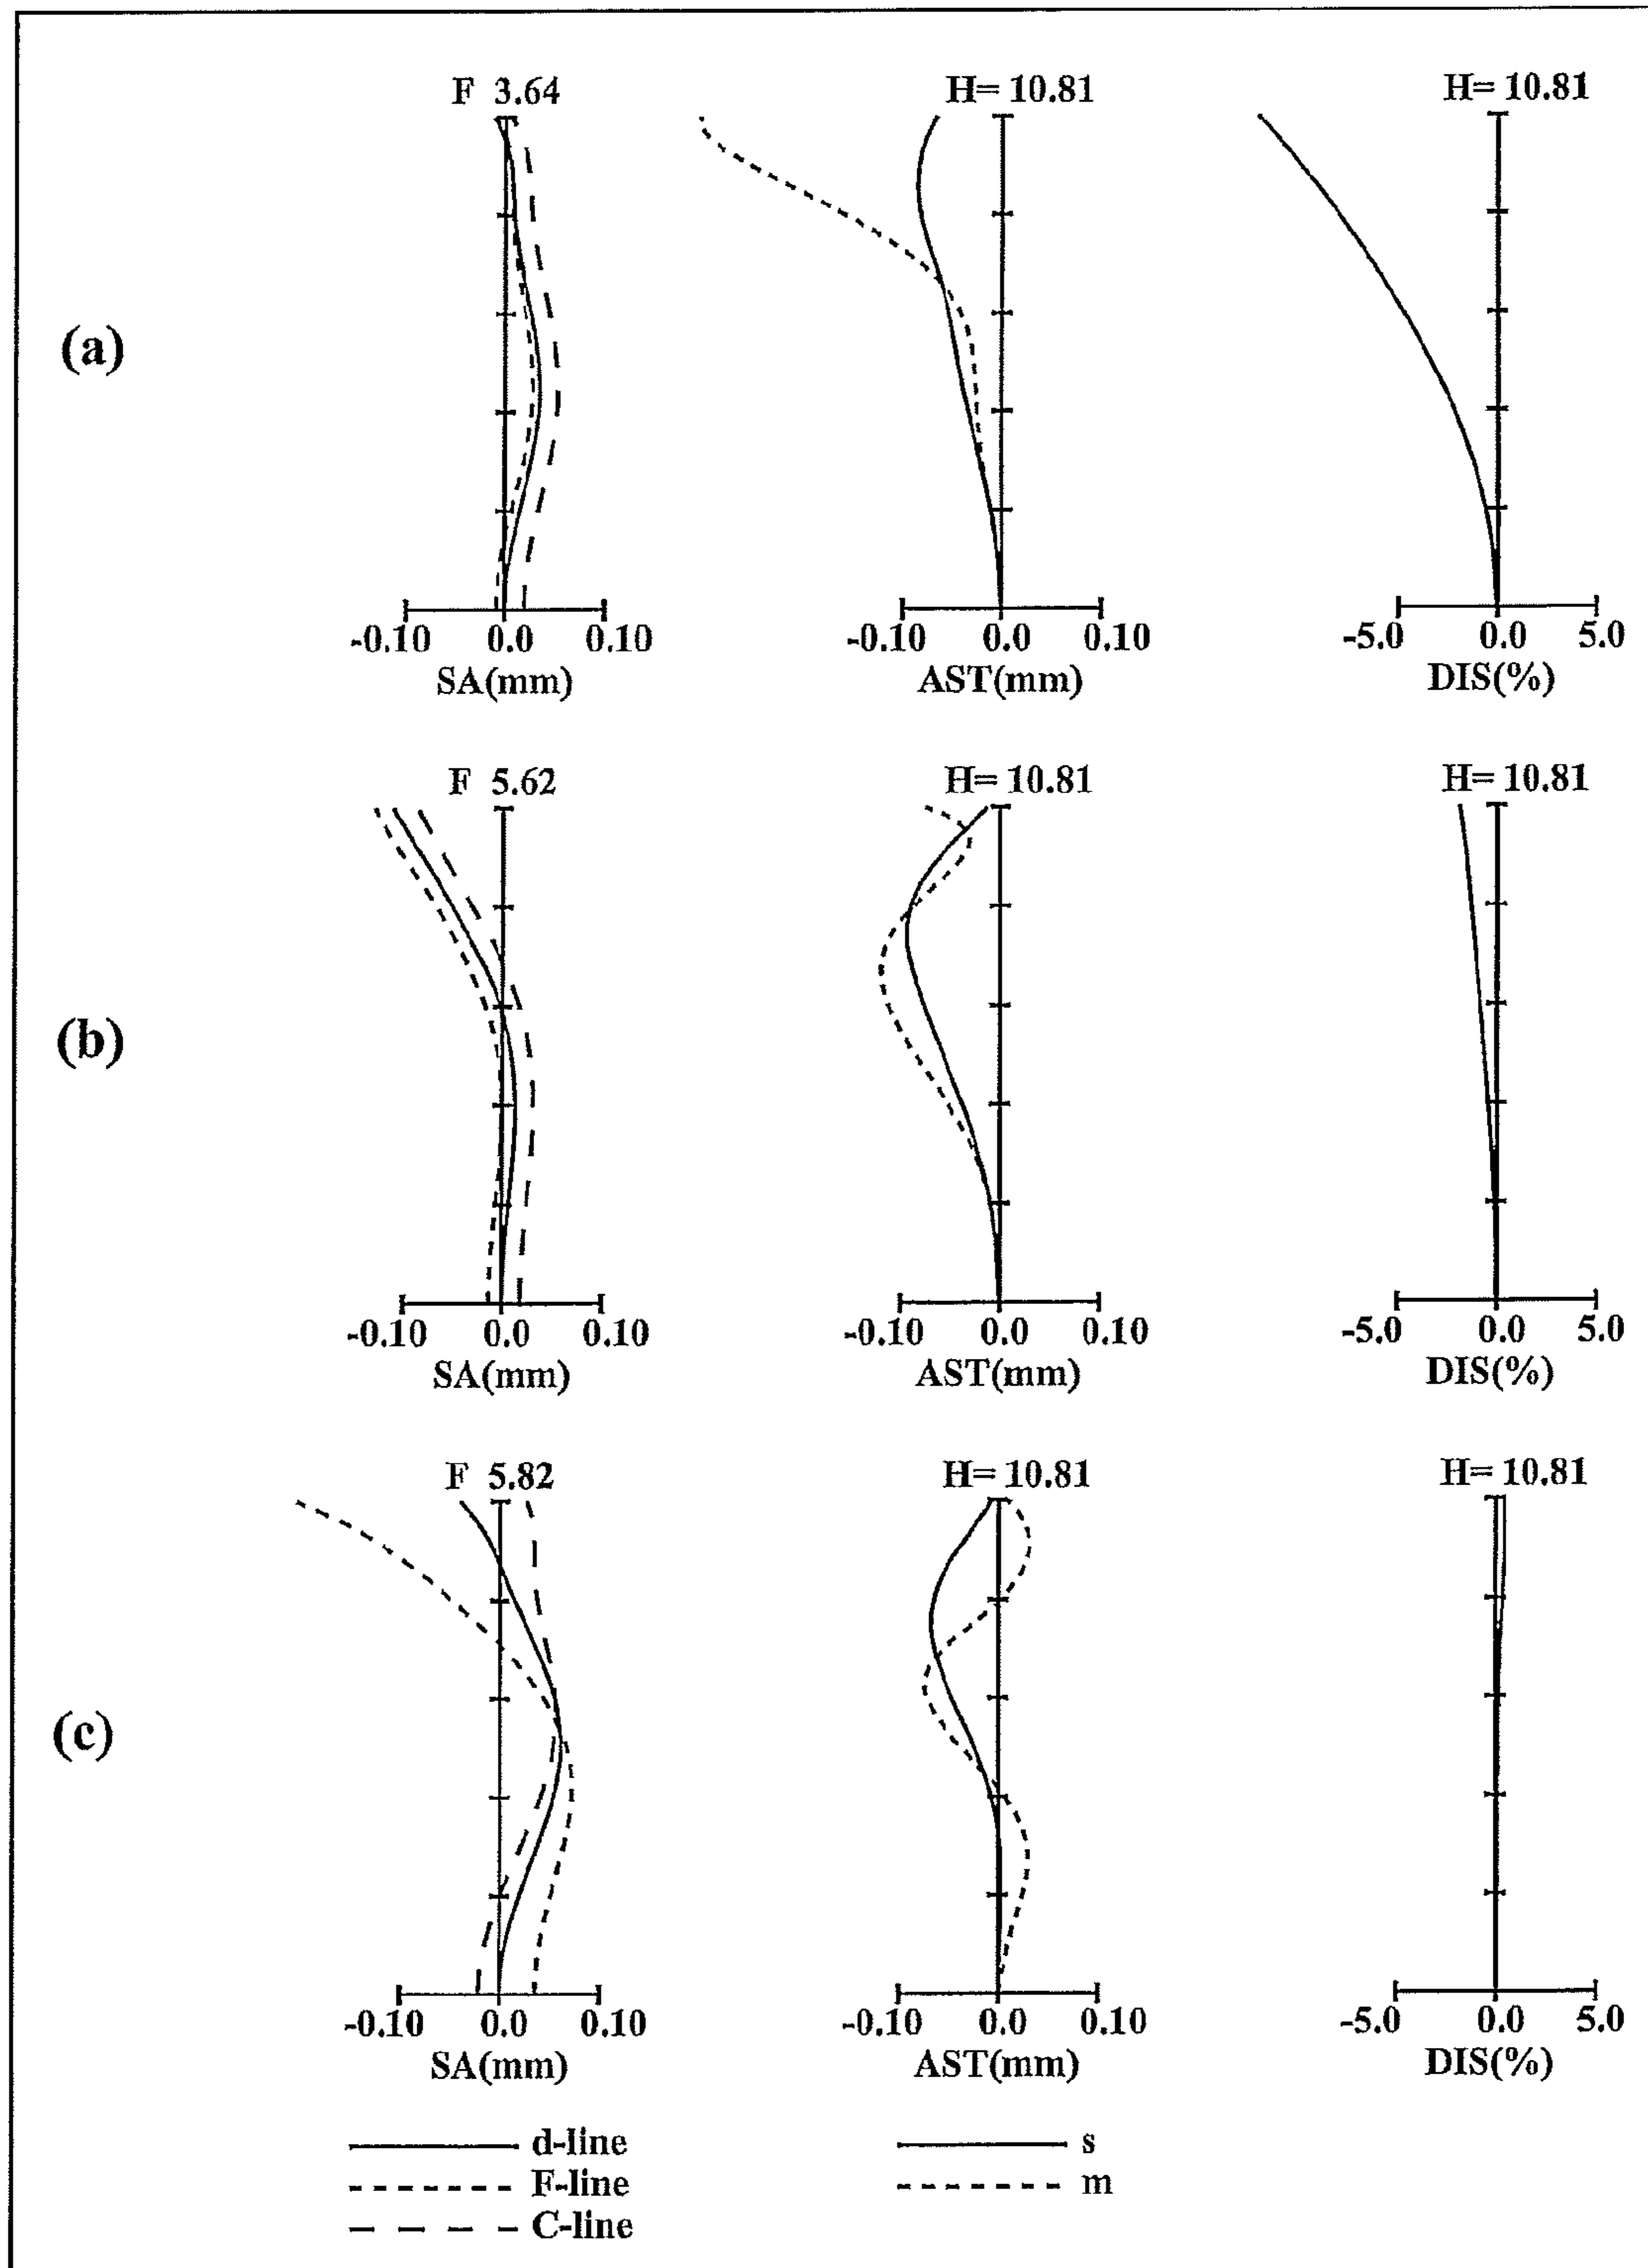 F 3.64 H= 10.81 H= 10.81
(a)
-0.10 0.0 0.10 -0.10 0.0 0.10 -5.0 0.0 5.0
SA(mm) AST(mm) DIS(%)
F 5.62 H= 10.81 H= 10.81
(b)
-0.10 0.0 0.10 -0.10 0.0 0.10 -5.0 0.0 5.0
SA(mm) AST(mm) DIS(%)
F 5.82 H= 10.81 H= 10.81
(c)
-0.10 0.0 0.10 -0.10 0.0 0.10 -5.0 0.0 5.0
SA(mm) AST(mm) DIS(%)
d-line s
F-line m
C-line